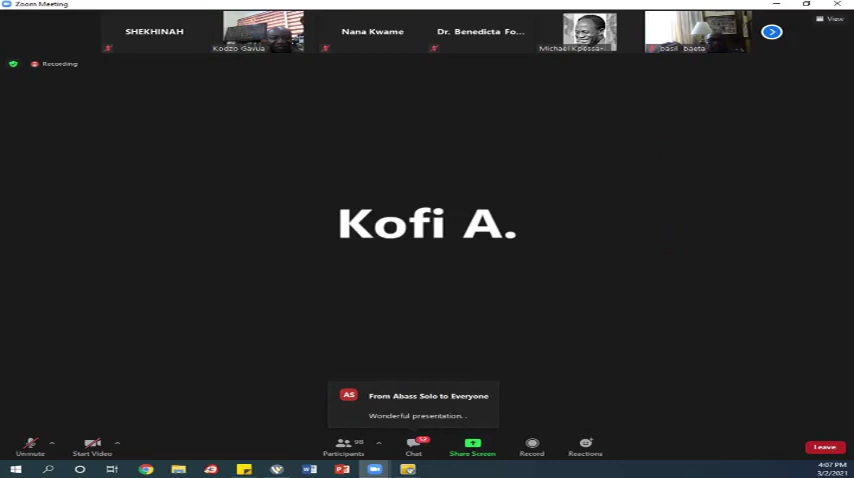 Zoom Meeting
SHEKHINAH
Kodzo Gavua
Nana Kwame
Dr. Benedicta Fo...
Michael Kpessa-
basil baeta
View
Recording
Kofi A.
AS
From Abass Solo to Everyone
Wonderful presentation...
Unmute
Start Video
98
Participants
52
Chat
Share Screen
Record
Reactions
Leave
4:07 PM
3/2/2021